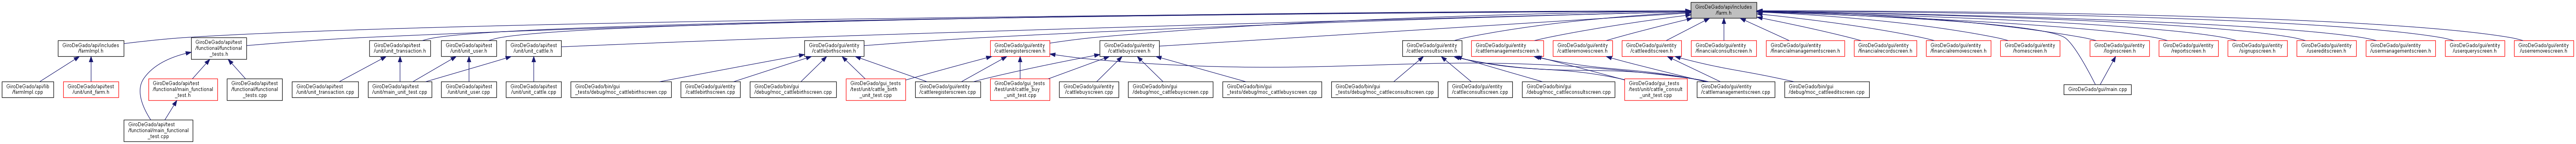 GiroDeGado/api/includes
/farm.h
GiroDeGado/api/includes
/farmImpl.h
GiroDeGado/api/test
/functional/functional
_tests.h
GiroDeGado/api/test
/unit/unit_transaction.h
GiroDeGado/api/test
/unit/unit_user.h
GiroDeGado/api/test
/unit/unit_cattle.h
GiroDeGado/gui/entity
/cattlebirthscreen.h
GiroDeGado/gui/entity
/cattleregisterscreen.h
GiroDeGado/gui/entity
/cattlebuyscreen.h
GiroDeGado/gui/entity
/cattleconsultscreen.h
GiroDeGado/gui/entity
/cattlemanagementscreen.h
GiroDeGado/gui/entity
/cattleremovescreen.h
GiroDeGado/gui/entity
/cattleeditscreen.h
GiroDeGado/gui/entity
/financialconsultscreen.h
GiroDeGado/gui/entity
/financialmanagementscreen.h
GiroDeGado/gui/entity
/financialrecordscreen.h
GiroDeGado/gui/entity
/financialremovescreen.h
GiroDeGado/gui/entity
/homescreen.h
GiroDeGado/gui/entity
/loginscreen.h
GiroDeGado/gui/entity
/reportscreen.h
GiroDeGado/gui/entity
/signupscreen.h
GiroDeGado/gui/entity
/usereditscreen.h
GiroDeGado/gui/entity
/usermanagementscreen.h
GiroDeGado/gui/entity
/userqueryscreen.h
GiroDeGado/gui/entity
/userremovescreen.h
GiroDeGado/api/lib
/farmImpl.cpp
GiroDeGado/api/test
/unit/unit_farm.h
GiroDeGado/api/test
/functional/main_functional
_test.h
GiroDeGado/api/test
/functional/functional
_tests.cpp
GiroDeGado/api/test
/unit/unit_transaction.cpp
GiroDeGado/api/test
/unit/main_unit_test.cpp
GiroDeGado/api/test
/unit/unit_user.cpp
GiroDeGado/api/test
/unit/unit_cattle.cpp
GiroDeGado/bin/gui
_tests/debug/moc_cattlebirthscreen.cpp
GiroDeGado/gui/entity
/cattlebirthscreen.cpp
GiroDeGado/bin/gui
/debug/moc_cattlebirthscreen.cpp
GiroDeGado/gui_tests
/test/unit/cattle_birth
_unit_test.cpp
GiroDeGado/gui/entity
/cattleregisterscreen.cpp
GiroDeGado/gui_tests
/test/unit/cattle_buy
_unit_test.cpp
GiroDeGado/gui/entity
/cattlebuyscreen.cpp
GiroDeGado/bin/gui
/debug/moc_cattlebuyscreen.cpp
GiroDeGado/bin/gui
_tests/debug/moc_cattlebuyscreen.cpp
GiroDeGado/bin/gui
_tests/debug/moc_cattleconsultscreen.cpp
GiroDeGado/gui/entity
/cattleconsultscreen.cpp
GiroDeGado/bin/gui
/debug/moc_cattleconsultscreen.cpp
GiroDeGado/gui_tests
/test/unit/cattle_consult
_unit_test.cpp
GiroDeGado/gui/entity
/cattlemanagementscreen.cpp
GiroDeGado/bin/gui
/debug/moc_cattleeditscreen.cpp
GiroDeGado/gui/main.cpp
GiroDeGado/api/test
/functional/main_functional
_test.cpp